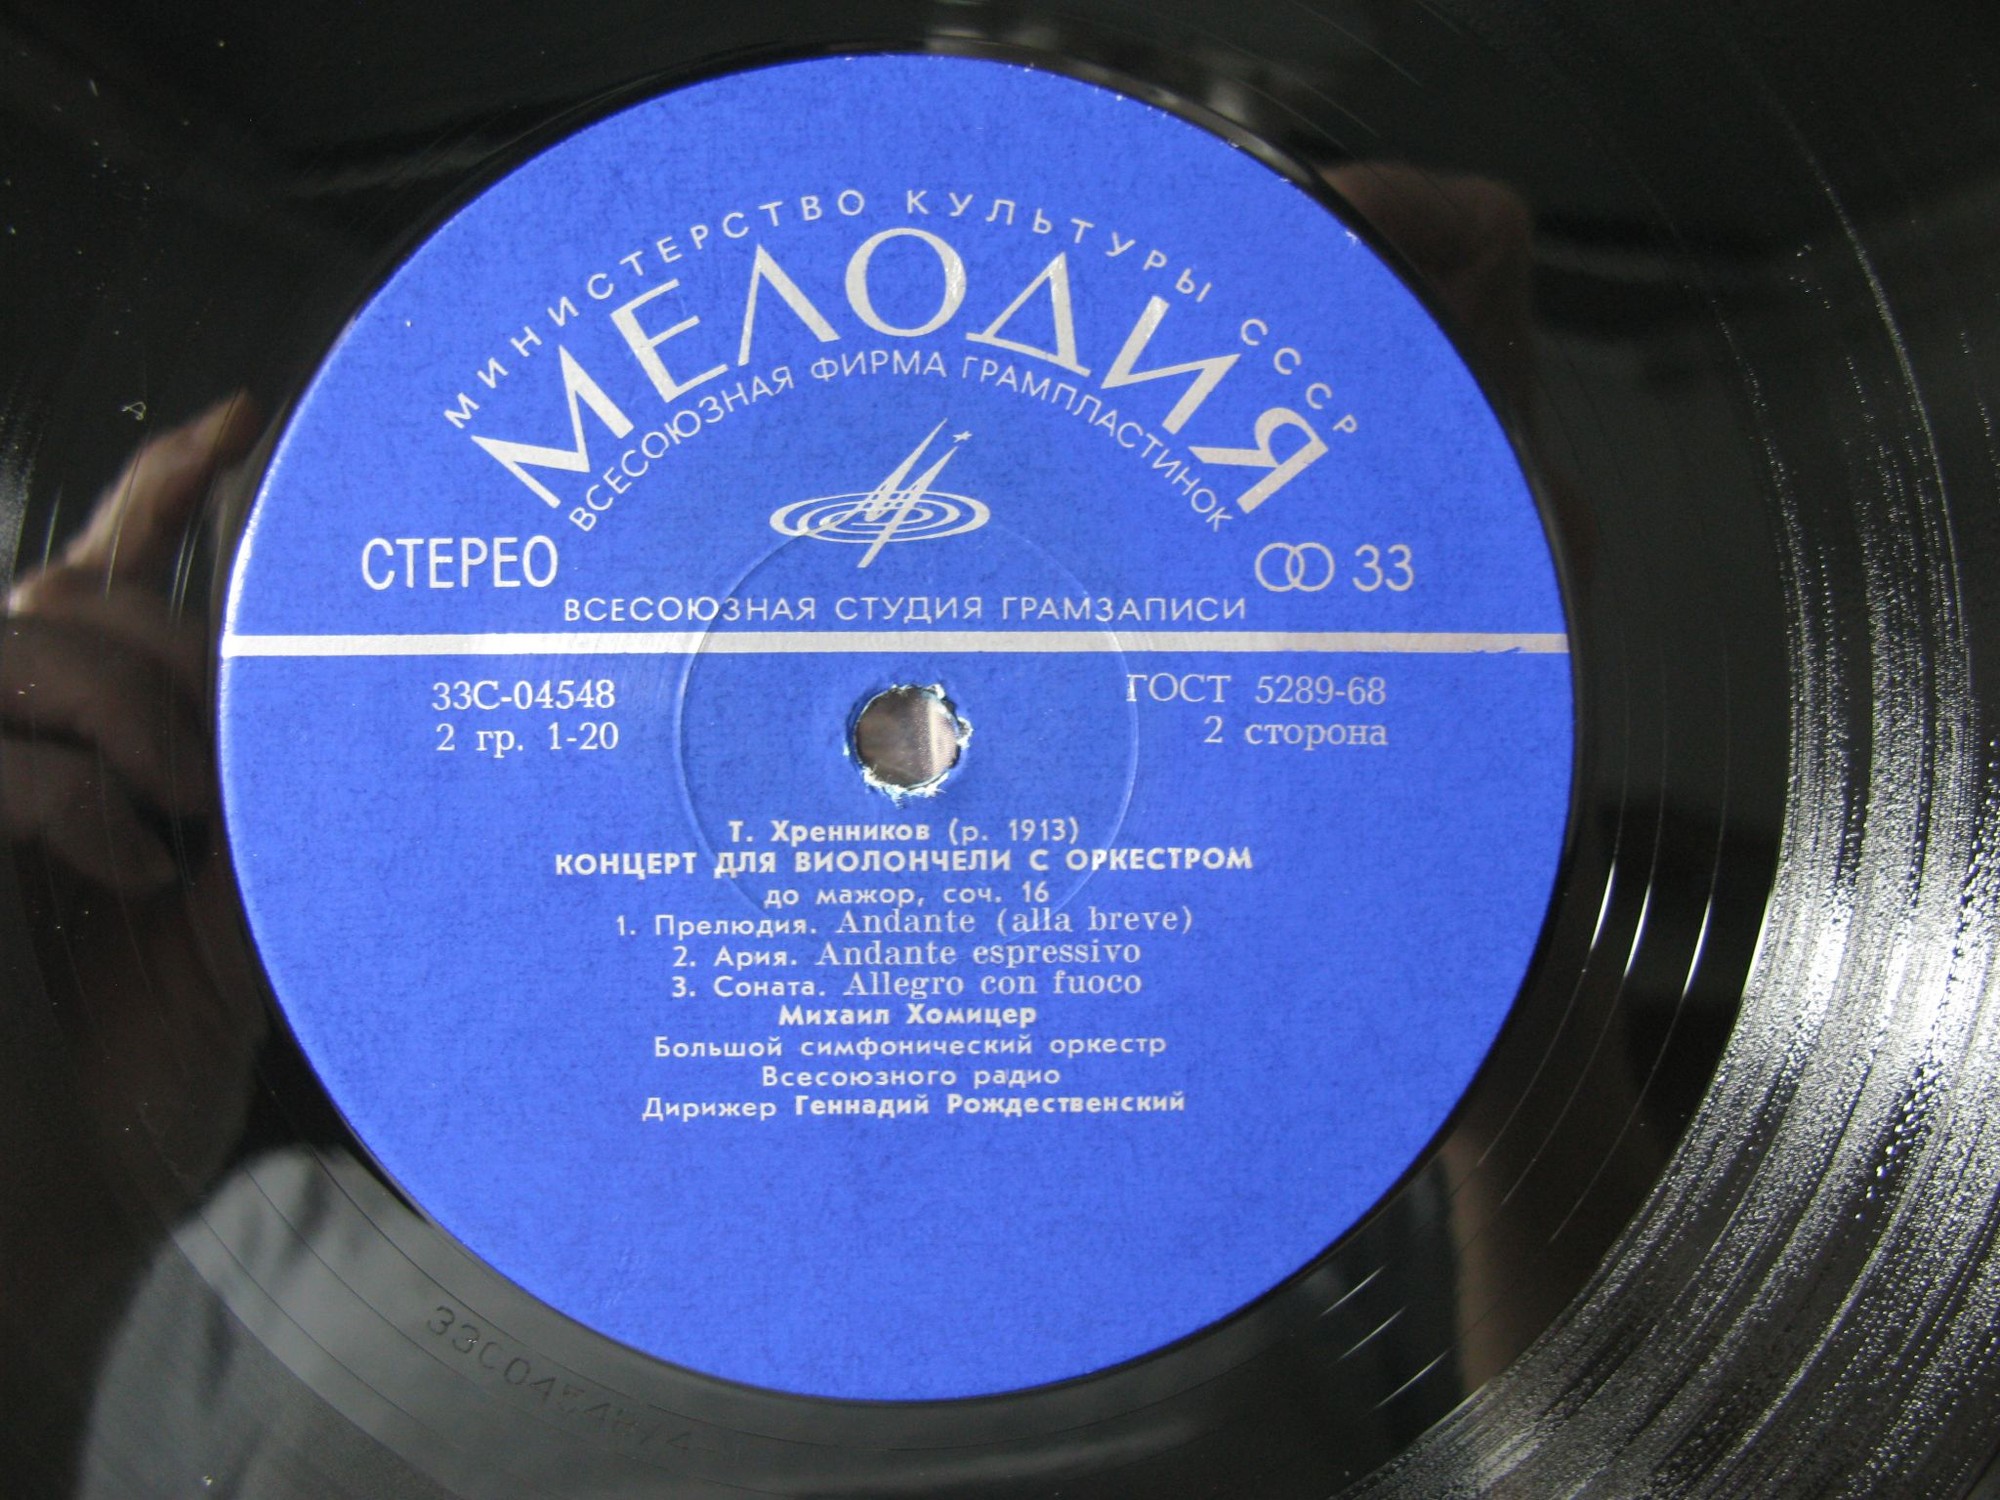 МИНИСТЕРСТВО КУЛЬТУРЫ СССР
МЕЛОДИЯ
ВСЕСОЮЗНАЯ ФИРМА ГРАМПЛАСТИНОК
СТЕРЕО
33
ВСЕСОЮЗНАЯ СТУДИЯ ГРАМЗАПИСИ
33С-04548
ГОСТ 5289-68
2 гр. 1-20
2 сторона
Т. Хренников (р. 1913)
КОНЦЕРТ ДЛЯ ВИОЛОНЧЕЛИ С ОРКЕСТРОМ
до мажор, соч. 16
1. Прелюдия. Andante (alla breve)
2. Ария. Andante espressivo
3. Соната. Allegro con fuoco
Михаил Хомицер
Большой симфонический оркестр
Всесоюзного радио
Дирижер Геннадий Рождественский